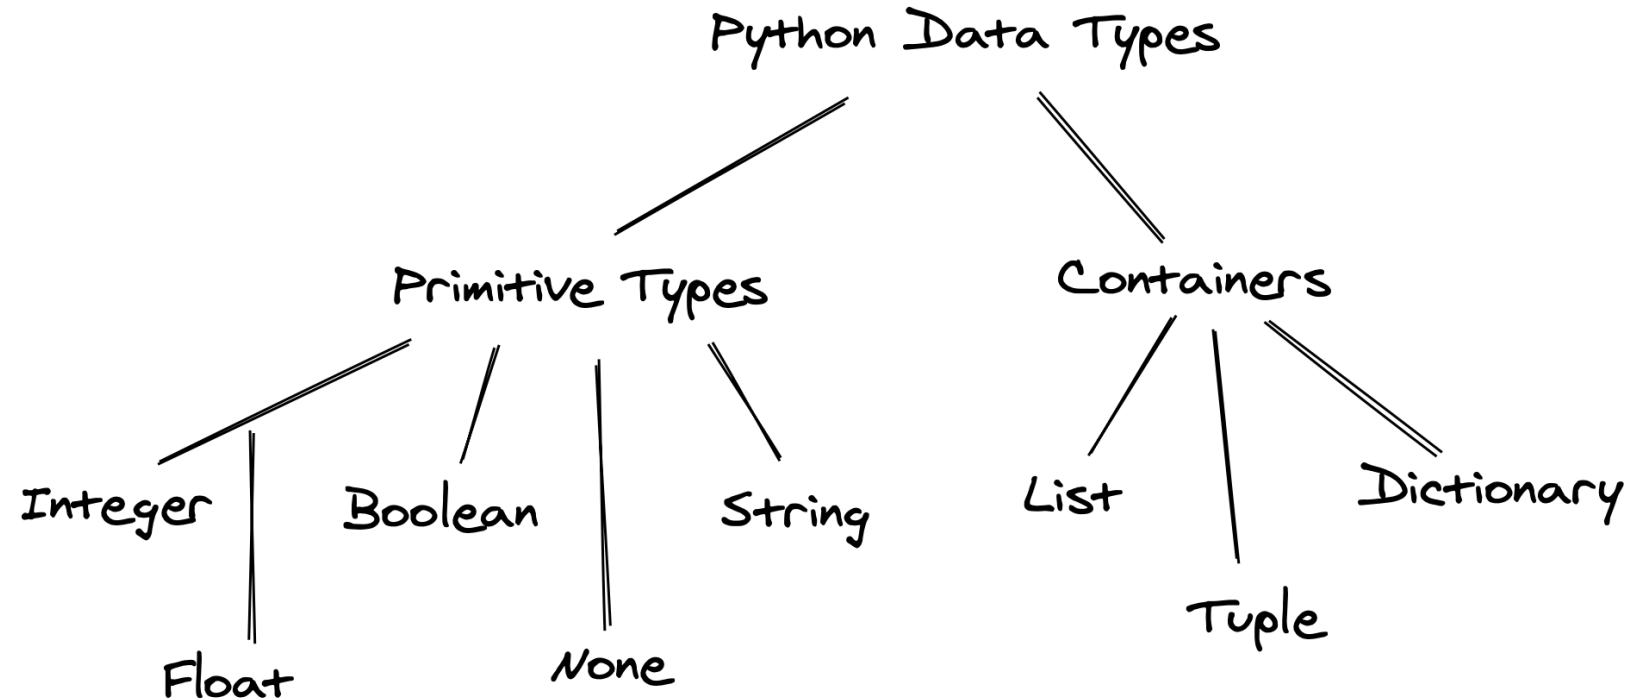 Python Data Types
Primitive Types
Containers
Integer
Boolean
String
List
Dictionary
Float
None
Tuple